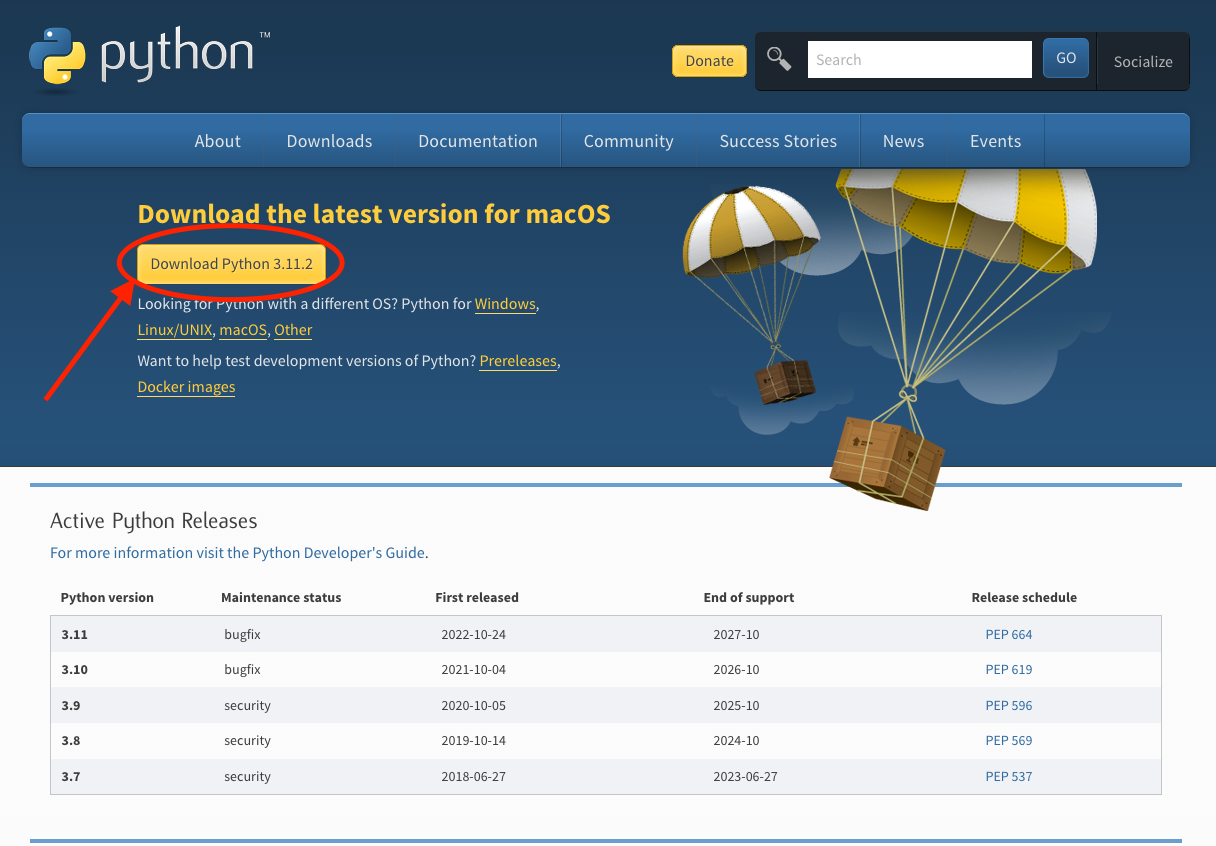 python™
Donate
Search
GO
Socialize
About
Downloads
Documentation
Community
Success Stories
News
Events
Download the latest version for macOS
Download Python 3.11.2
Looking for Python with a different OS? Python for Windows,
Linux/UNIX, macOS, Other
Want to help test development versions of Python? Prereleases,
Docker images
Active Python Releases
For more information visit the Python Developer's Guide.
Python version Maintenance status First released End of support Release schedule
3.11 bugfix 2022-10-24 2027-10 PEP 664
3.10 bugfix 2021-10-04 2026-10 PEP 619
3.9 security 2020-10-05 2025-10 PEP 596
3.8 security 2019-10-14 2024-10 PEP 569
3.7 security 2018-06-27 2023-06-27 PEP 537